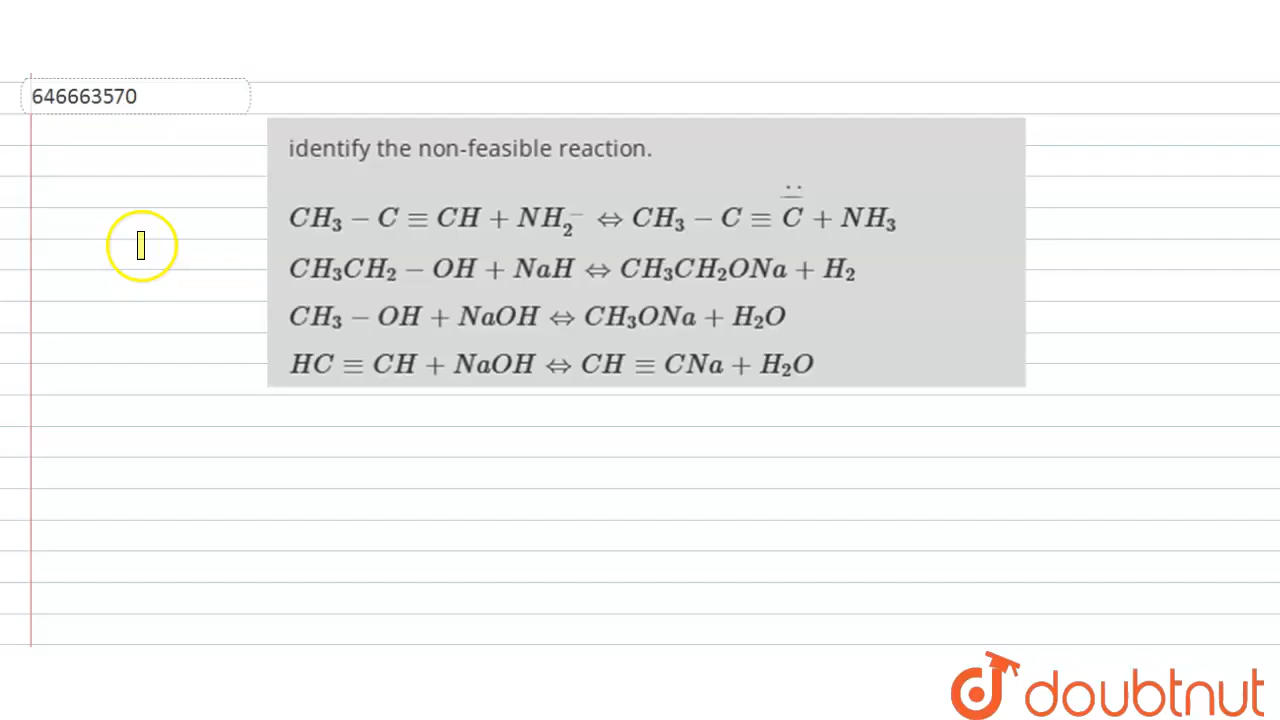 646663570
identify the non-feasible reaction.
CH₃ − C ≡ CH + NH₂⁻ ⇔ CH₃ − C ≡ C̈̅ + NH₃
CH₃CH₂ − OH + NaH ⇔ CH₃CH₂ONa + H₂
CH₃ − OH + NaOH ⇔ CH₃ONa + H₂O
HC ≡ CH + NaOH ⇔ CH ≡ CNa + H₂O
doubtnut